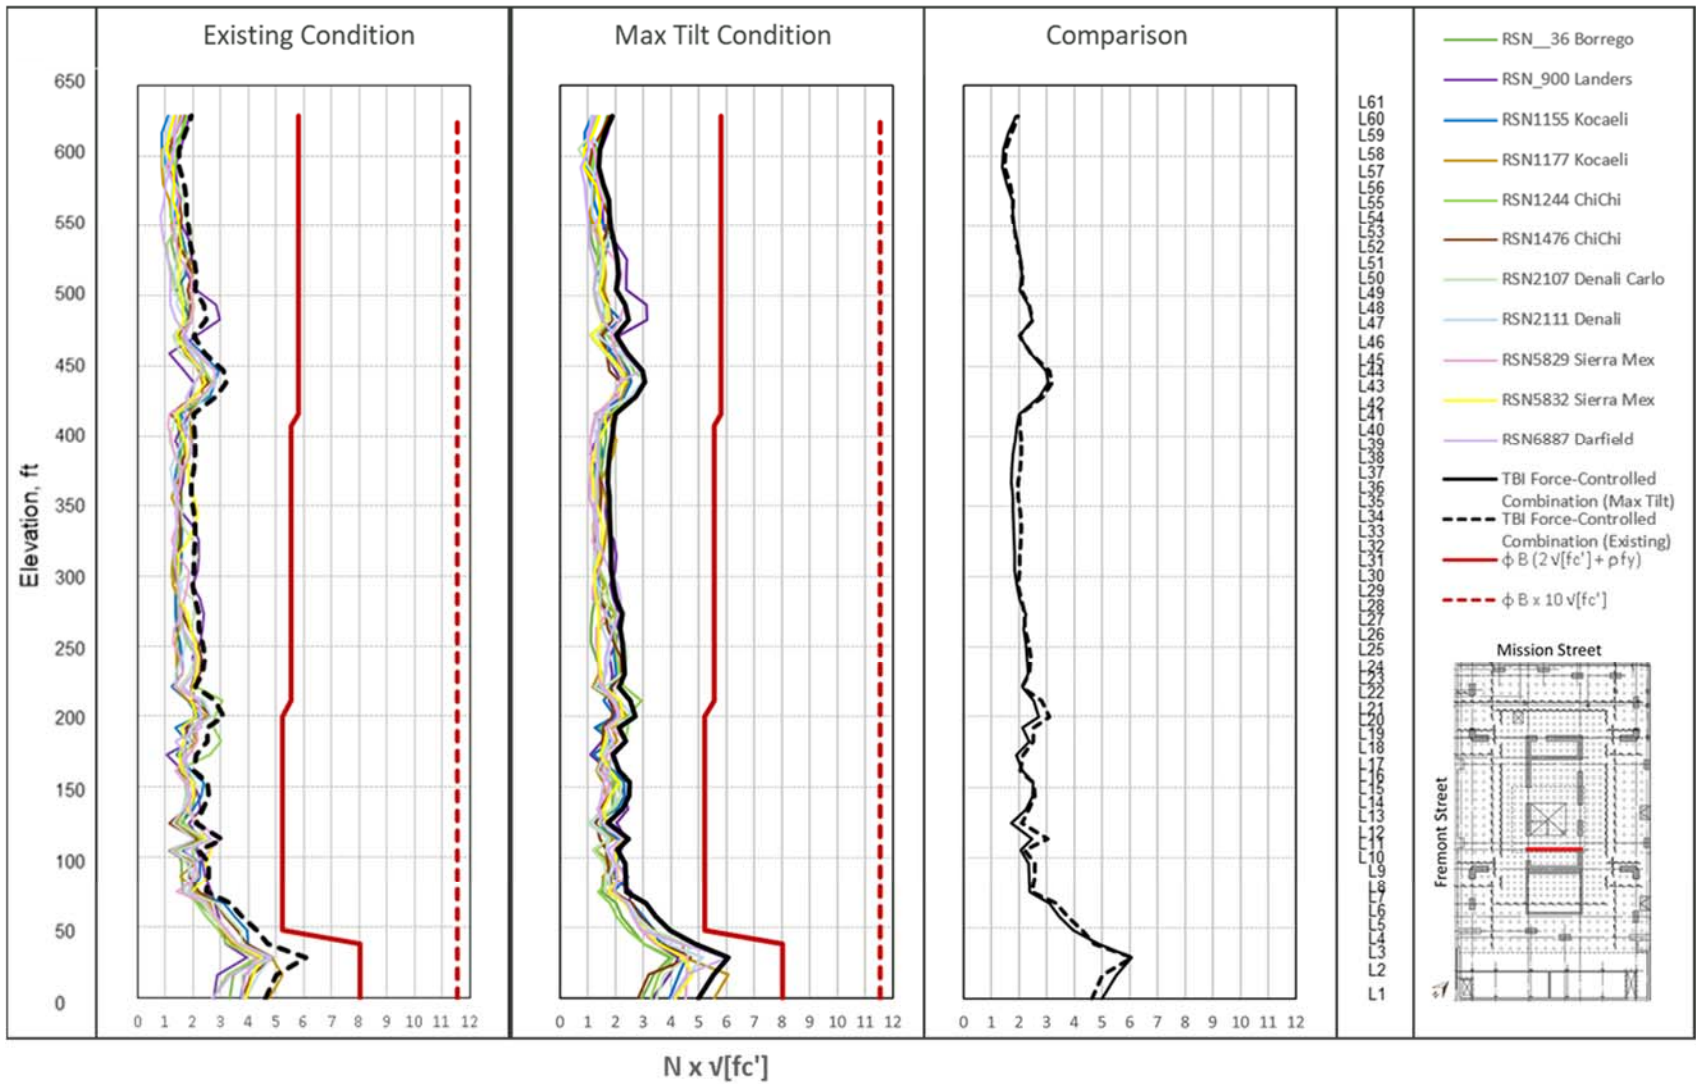 Existing Condition
Max Tilt Condition
Comparison
Elevation, ft
650
600
550
500
450
400
350
300
250
200
150
100
50
0
0 1 2 3 4 5 6 7 8 9 10 11 12
0 1 2 3 4 5 6 7 8 9 10 11 12
0 1 2 3 4 5 6 7 8 9 10 11 12
N x √[fc']
L61
L60
L59
L58
L57
L56
L55
L54
L53
L52
L51
L50
L49
L48
L47
L46
L45
L44
L43
L42
L41
L40
L39
L38
L37
L36
L35
L34
L33
L32
L31
L30
L29
L28
L27
L26
L25
L24
L23
L22
L21
L20
L19
L18
L17
L16
L15
L14
L13
L12
L11
L10
L9
L8
L7
L6
L5
L4
L3
L2
L1
RSN__36 Borrego
RSN_900 Landers
RSN1155 Kocaeli
RSN1177 Kocaeli
RSN1244 ChiChi
RSN1476 ChiChi
RSN2107 Denali Carlo
RSN2111 Denali
RSN5829 Sierra Mex
RSN5832 Sierra Mex
RSN6887 Darfield
TBI Force-Controlled
Combination (Max Tilt)
TBI Force-Controlled
Combination (Existing)
ϕ B (2 √[fc'] + ρ fy)
ϕ B x 10 √[fc']
Mission Street
Fremont Street